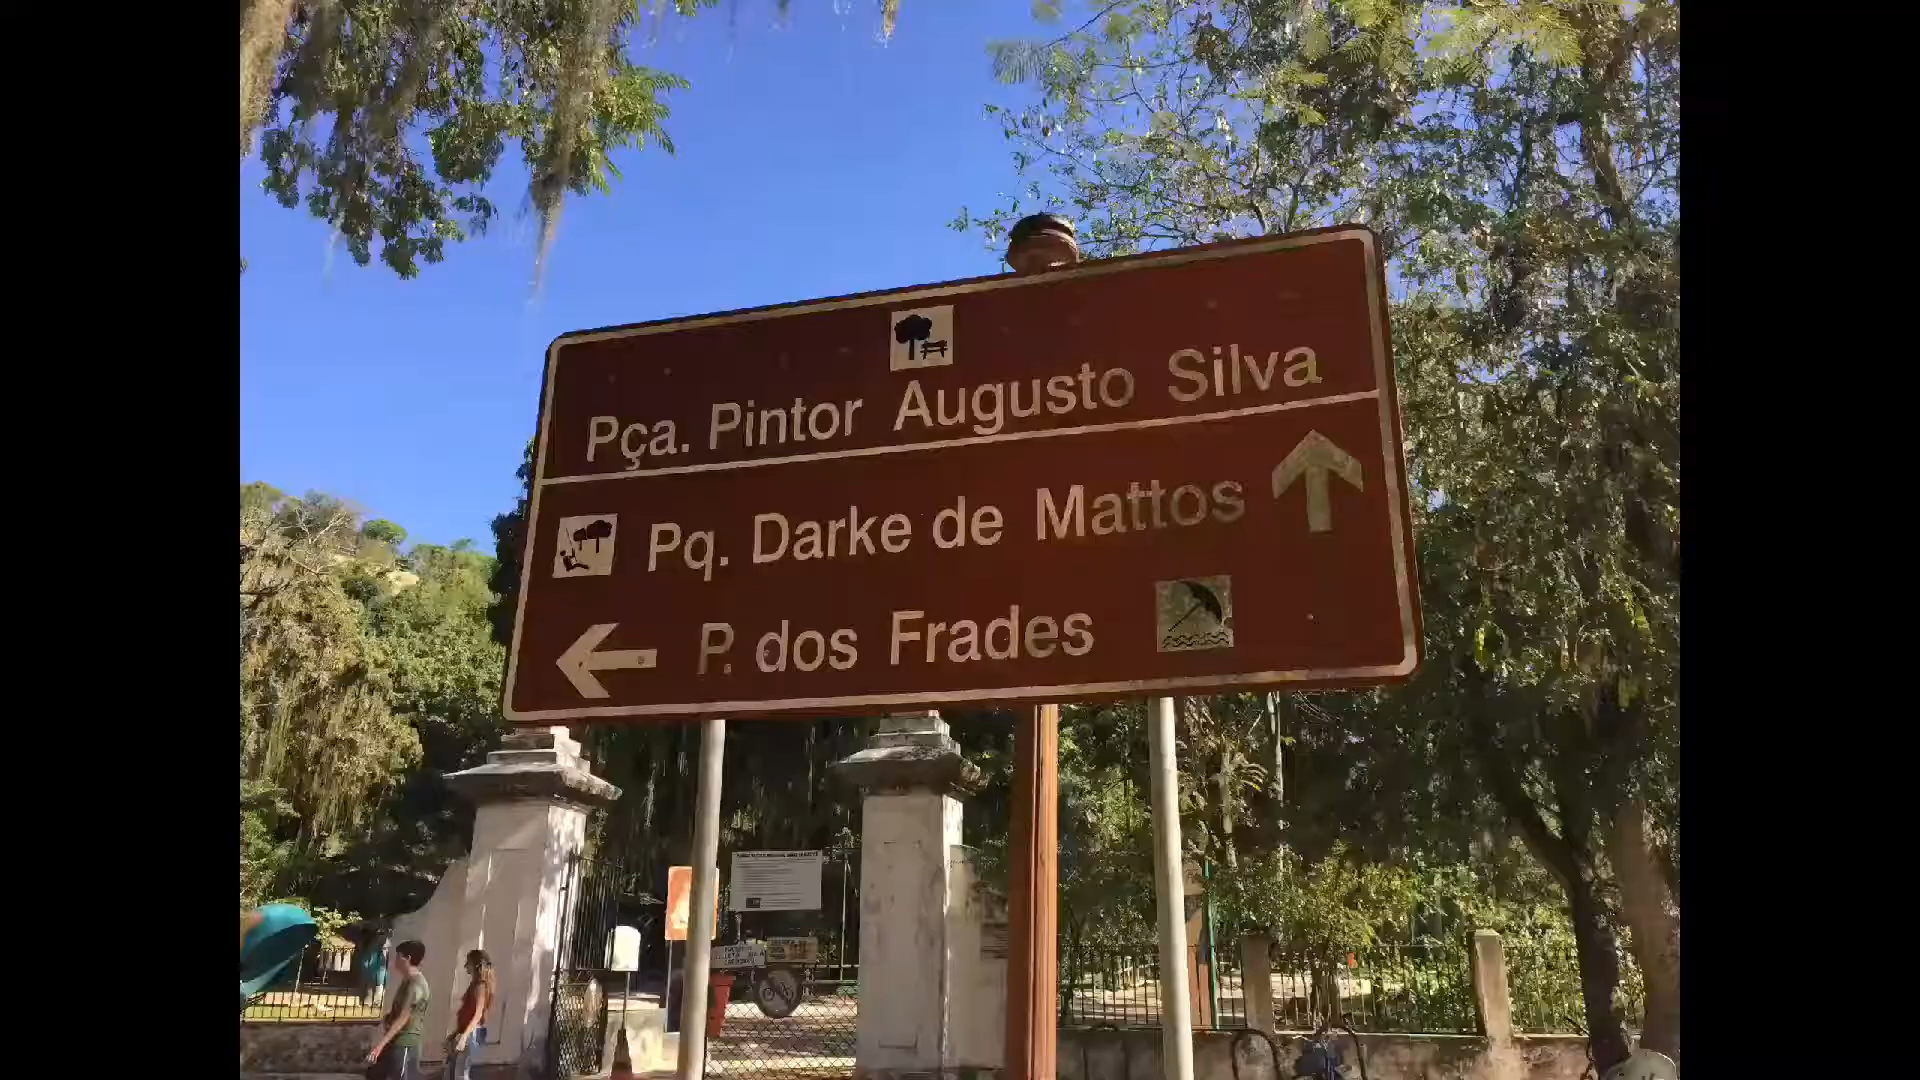 Pça. Pintor Augusto Silva
Pq. Darke de Mattos
P. dos Frades